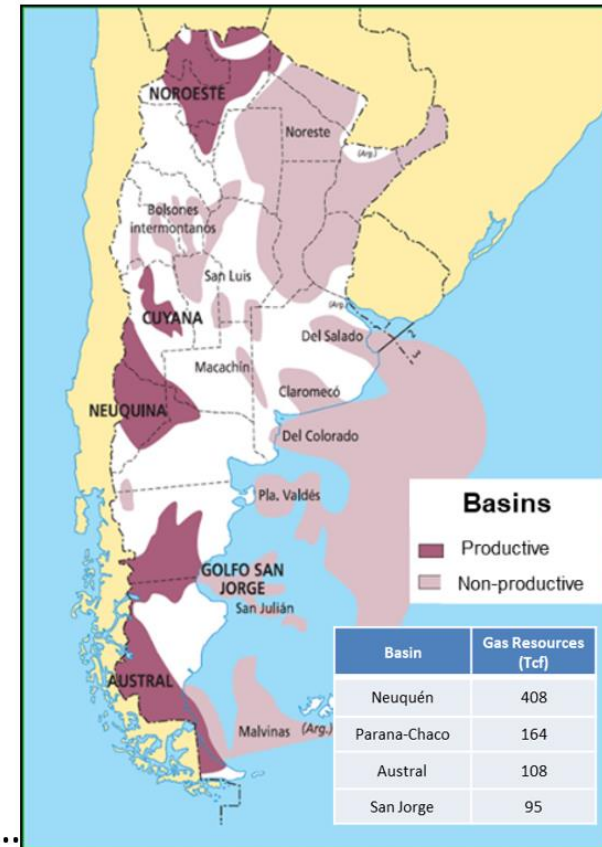 NOROESTE
Noreste
(Arg.)
Bolsones
intermontanos
San Luis
CUYANA
(Arg.)
Del Salado
Macachín
Claromecó
NEUQUINA
Del Colorado
Pla. Valdés
Basins
Productive
Non-productive
GOLFO SAN
JORGE
San Julián
AUSTRAL
Malvinas (Arg.)
Basin Gas Resources
(Tcf)
Neuquén 408
Parana-Chaco 164
Austral 108
San Jorge 95
..